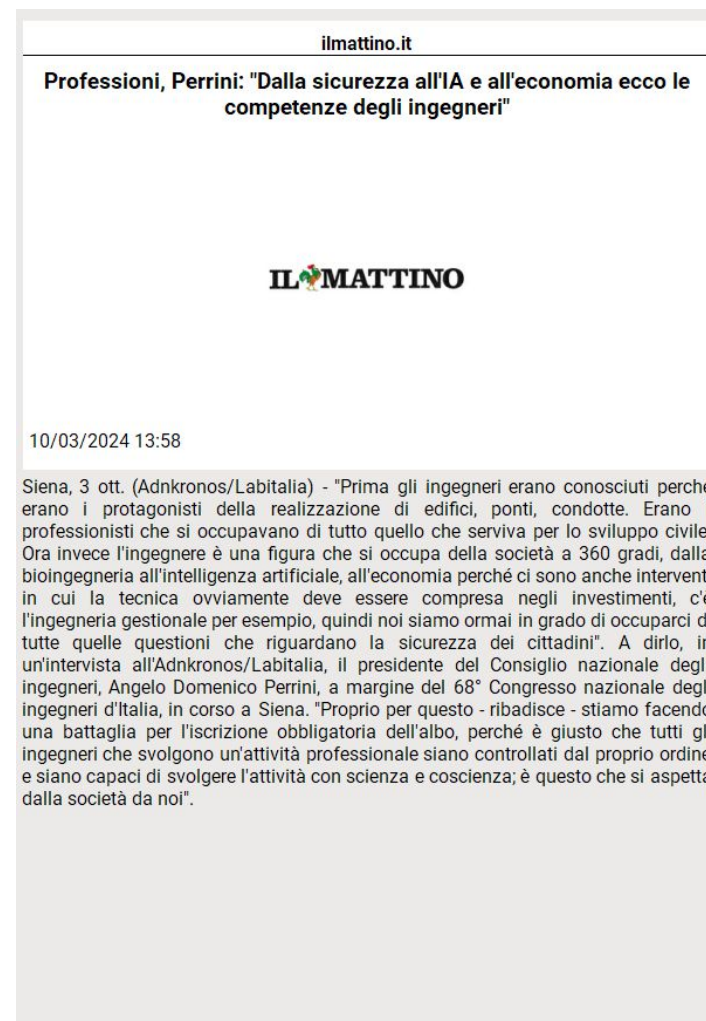 ilmattino.it
Professioni, Perrini: "Dalla sicurezza all'IA e all'economia ecco le
competenze degli ingegneri"
IL MATTINO
10/03/2024 13:58
Siena, 3 ott. (Adnkronos/Labitalia) - "Prima gli ingegneri erano conosciuti perché
erano i protagonisti della realizzazione di edifici, ponti, condotte. Erano
professionisti che si occupavano di tutto quello che serviva per lo sviluppo civile
Ora invece l'ingegnere è una figura che si occupa della società a 360 gradi, dalla
bioingegneria all'intelligenza artificiale, all'economia perché ci sono anche intervent
in cui la tecnica ovviamente deve essere compresa negli investimenti, c'è
l'ingegneria gestionale per esempio, quindi noi siamo ormai in grado di occuparci d
tutte quelle questioni che riguardano la sicurezza dei cittadini". A dirlo, in
un'intervista all'Adnkronos/Labitalia, il presidente del Consiglio nazionale degl
ingegneri, Angelo Domenico Perrini, a margine del 68° Congresso nazionale degl
ingegneri d'Italia, in corso a Siena. "Proprio per questo - ribadisce - stiamo facendo
una battaglia per l'iscrizione obbligatoria dell'albo, perché è giusto che tutti gl
ingegneri che svolgono un'attività professionale siano controllati dal proprio ordine
e siano capaci di svolgere l'attività con scienza e coscienza; è questo che si aspetta
dalla società da noi".